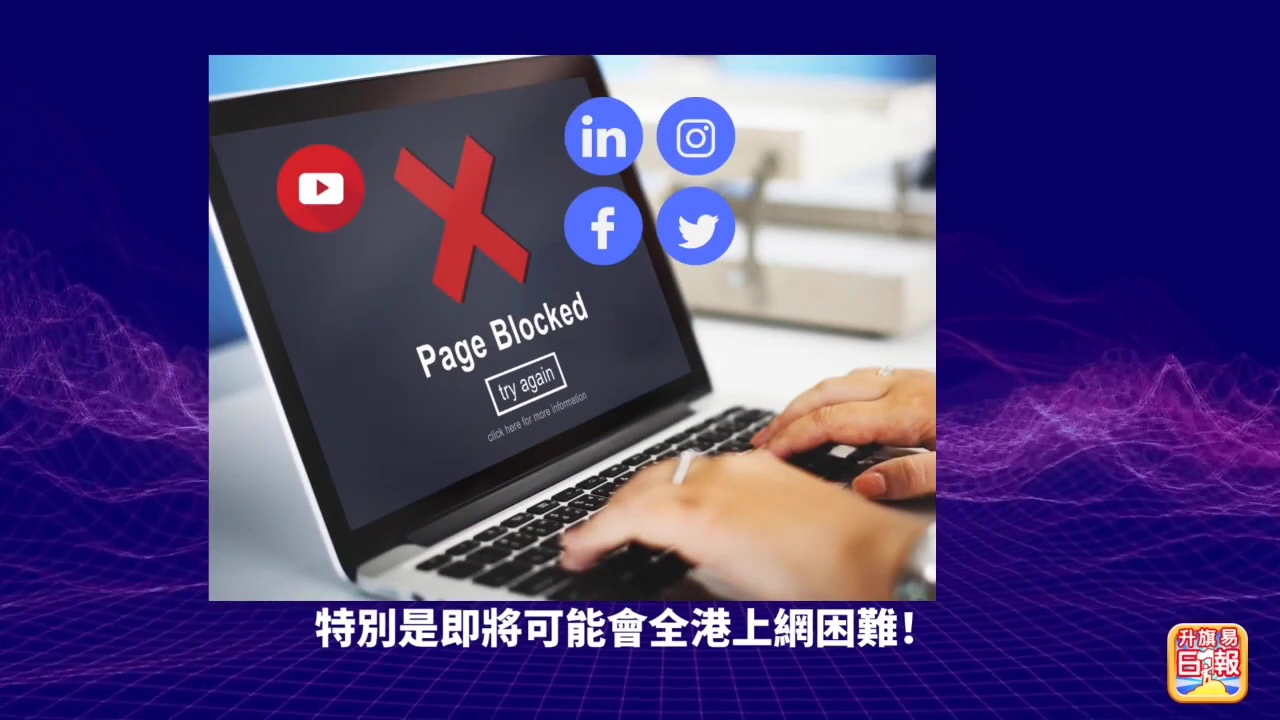 in
f
Page Blocked
try again
click here for more information
特別是即將可能會全港上網困難！
升旗易
日報